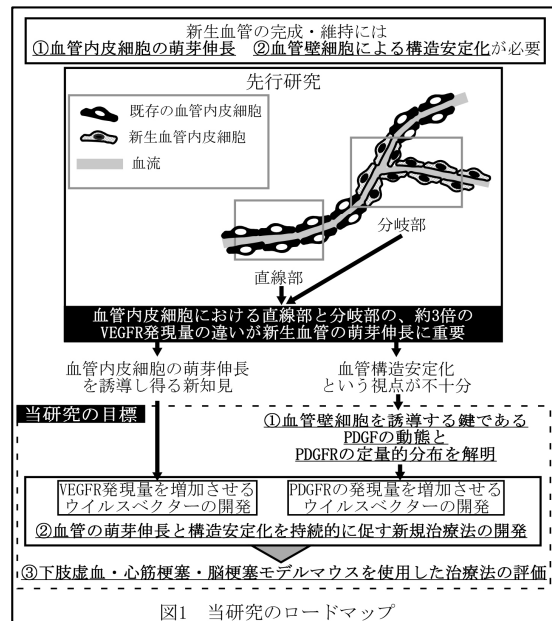 新生血管の完成・維持には
①血管内皮細胞の萌芽伸長　②血管壁細胞による構造安定化が必要
先行研究
既存の血管内皮細胞
新生血管内皮細胞
血流
分岐部
直線部
血管内皮細胞における直線部と分岐部の、約3倍の
VEGFR発現量の違いが新生血管の萌芽伸長に重要
血管内皮細胞の萌芽伸長
を誘導し得る新知見
血管構造安定化
という視点が不十分
当研究の目標
①血管壁細胞を誘導する鍵である
PDGFの動態と
PDGFRの定量的分布を解明
VEGFR発現量を増加させる
ウイルスベクターの開発
PDGFRの発現量を増加させる
ウイルスベクターの開発
②血管の萌芽伸長と構造安定化を持続的に促す新規治療法の開発
③下肢虚血・心筋梗塞・脳梗塞モデルマウスを使用した治療法の評価
図1　当研究のロードマップ